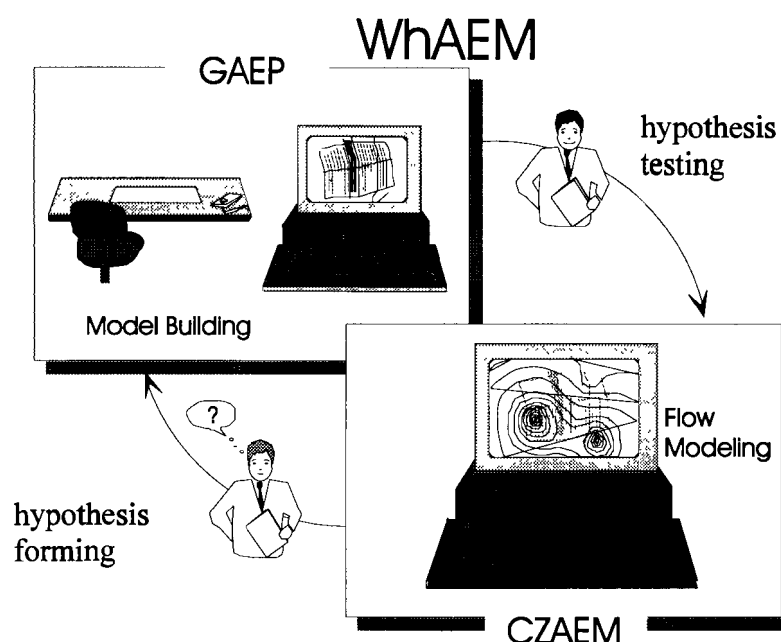 WhAEM
GAEP
hypothesis
testing
Model Building
?
Flow
Modeling
hypothesis
forming
CZAEM